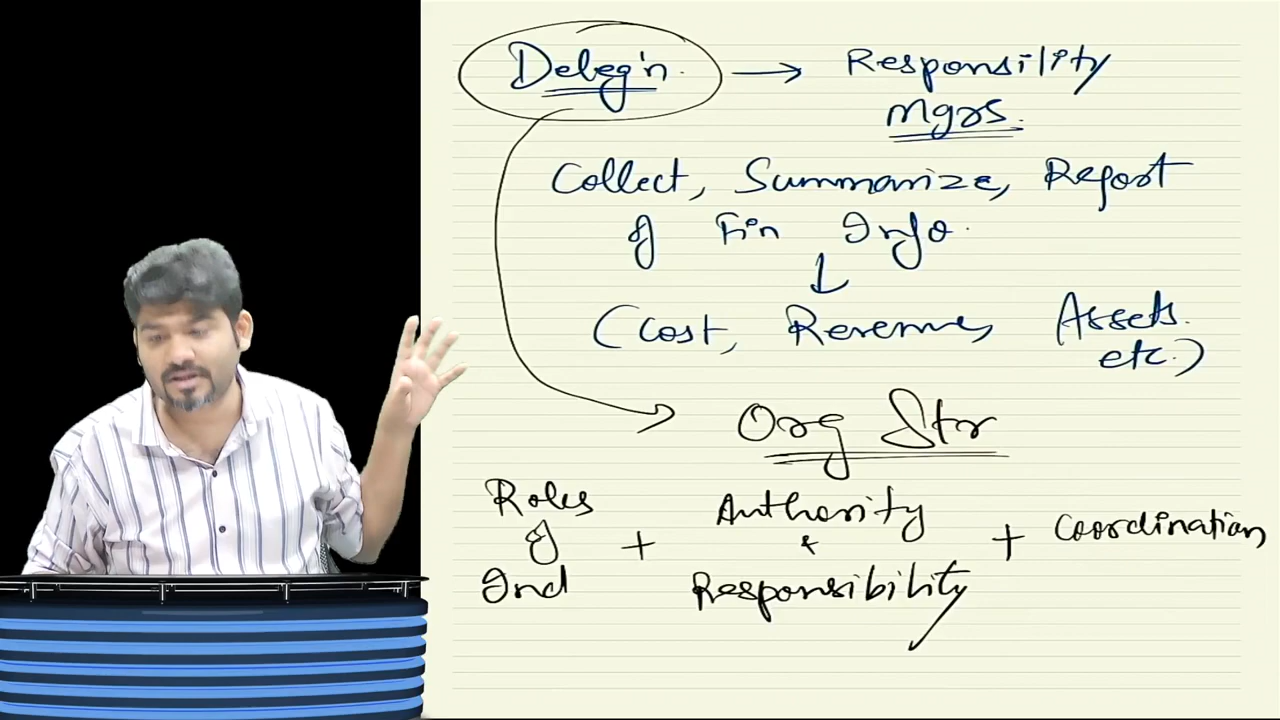 Deleg'n. → Responsility
Mgrs.
Collect, Summarize, Report
of Fin Info.
↓
(Cost, Revenue, Assets.
etc.)
Org Str
Roles of Ind + Authority & Responsibility + Coordination